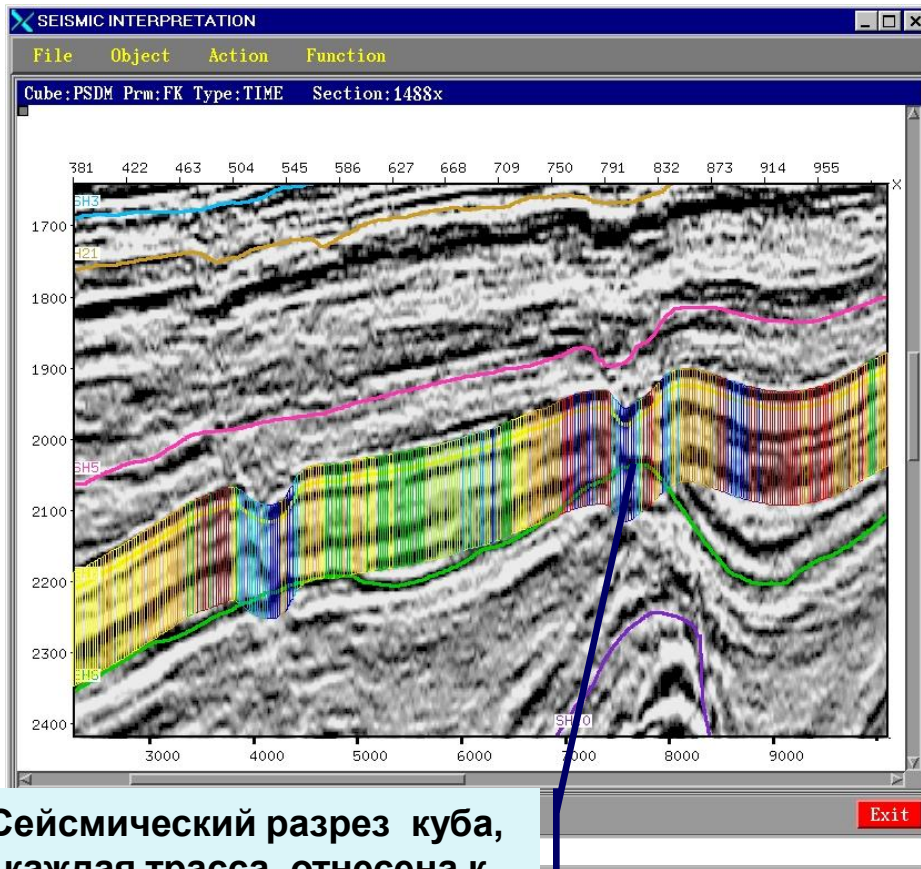 SEISMIC INTERPRETATION
File Object Action Function
Cube:PSDM Prm:FK Type:TIME Section:1488x
381 422 463 504 545 586 627 668 709 750 791 832 873 914 955
X
SH3
1700
H21
1800
1900
2000
SH5
2100
2200
2300
2400
3000 4000 5000 6000 7000 8000 9000
Exit
Сейсмический разрез куба,
каждая трасса отнесена к